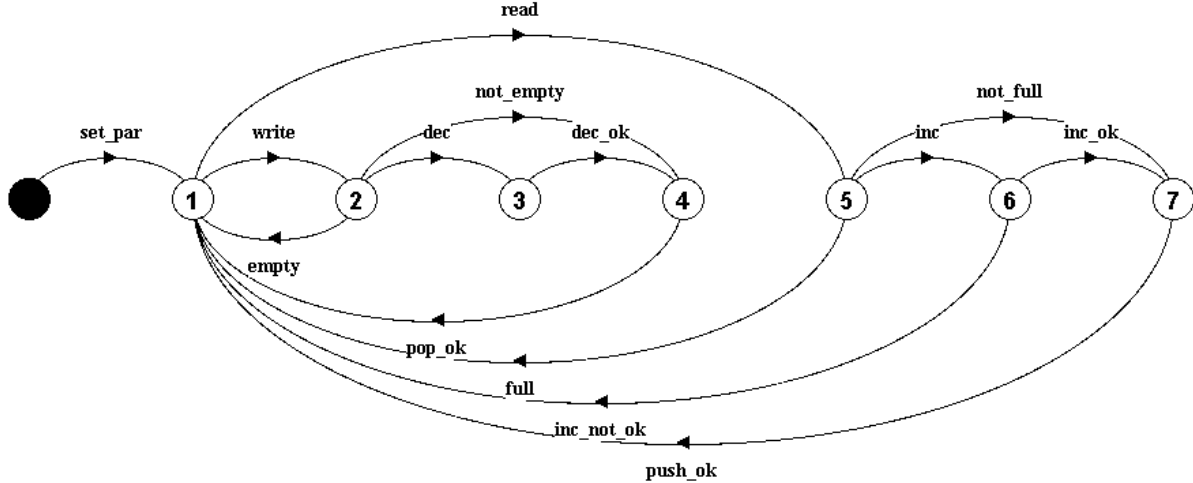 read
not_empty
not_full
set_par
write
dec
dec_ok
inc
inc_ok
1
2
3
4
5
6
7
empty
pop_ok
full
inc_not_ok
push_ok